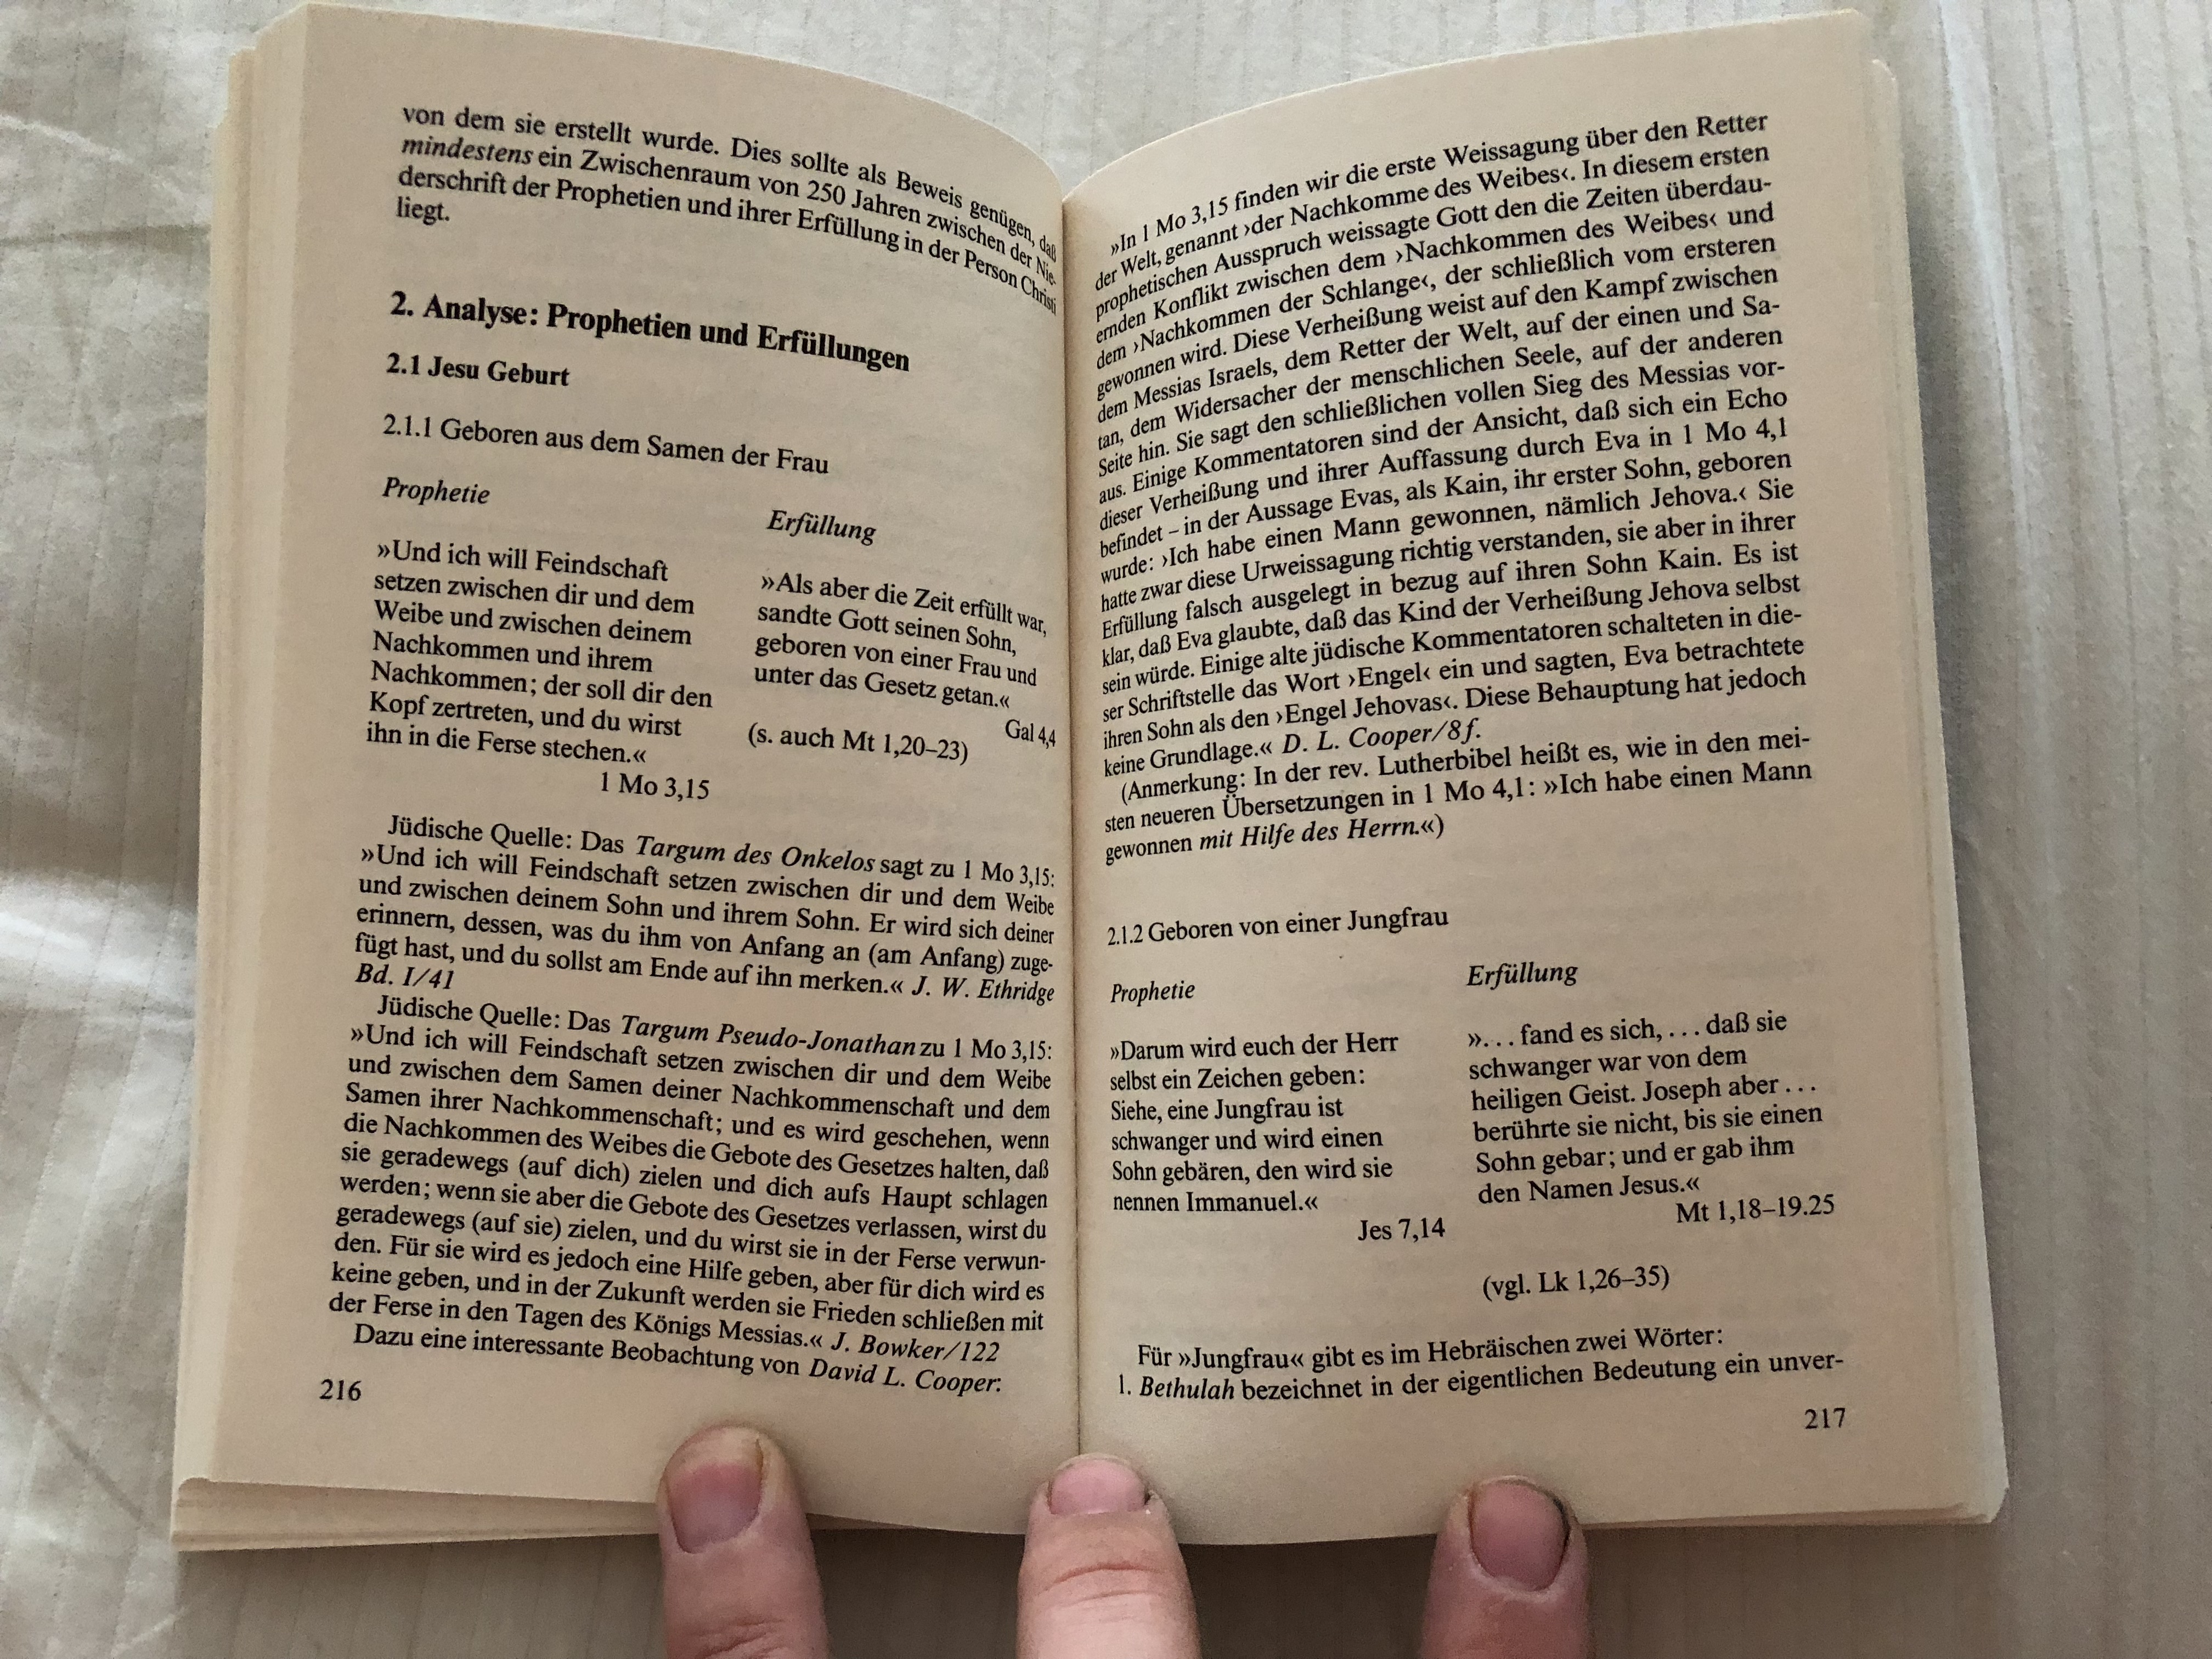 von dem sie erstellt wurde. Dies sollte als Beweis genügen, daß
mindestens ein Zwischenraum von 250 Jahren zwischen der Nie-
derschrift der Prophetien und ihrer Erfüllung in der Person Christi
liegt.
2. Analyse: Prophetien und Erfüllungen
2.1 Jesu Geburt
2.1.1 Geboren aus dem Samen der Frau
Prophetie
»Und ich will Feindschaft
setzen zwischen dir und dem
Weibe und zwischen deinem
Nachkommen und ihrem
Nachkommen; der soll dir den
Kopf zertreten, und du wirst
ihn in die Ferse stechen.«
1 Mo 3,15
Erfüllung
»Als aber die Zeit erfüllt war,
sandte Gott seinen Sohn,
geboren von einer Frau und
unter das Gesetz getan.«
Gal 4,4
(s. auch Mt 1,20–23)
Jüdische Quelle: Das Targum des Onkelos sagt zu 1 Mo 3,15:
»Und ich will Feindschaft setzen zwischen dir und dem Weibe
und zwischen deinem Sohn und ihrem Sohn. Er wird sich deiner
erinnern, dessen, was du ihm von Anfang an (am Anfang) zuge-
fügt hast, und du sollst am Ende auf ihn merken.« J. W. Ethridge
Bd. I/41
Jüdische Quelle: Das Targum Pseudo-Jonathan zu 1 Mo 3,15:
»Und ich will Feindschaft setzen zwischen dir und dem Weibe
und zwischen dem Samen deiner Nachkommenschaft und dem
Samen ihrer Nachkommenschaft; und es wird geschehen, wenn
die Nachkommen des Weibes die Gebote des Gesetzes halten, daß
sie geradewegs (auf dich) zielen und dich aufs Haupt schlagen
werden; wenn sie aber die Gebote des Gesetzes verlassen, wirst du
geradewegs (auf sie) zielen, und du wirst sie in der Ferse verwun-
den. Für sie wird es jedoch eine Hilfe geben, aber für dich wird es
keine geben, und in der Zukunft werden sie Frieden schließen mit
der Ferse in den Tagen des Königs Messias.« J. Bowker/122
Dazu eine interessante Beobachtung von David L. Cooper:
216
»In 1 Mo 3,15 finden wir die erste Weissagung über den Retter
der Welt, genannt ›der Nachkomme des Weibes‹. In diesem ersten
prophetischen Ausspruch weissagte Gott den die Zeiten überdau-
ernden Konflikt zwischen dem ›Nachkommen des Weibes‹ und
dem ›Nachkommen der Schlange‹, der schließlich vom ersteren
gewonnen wird. Diese Verheißung weist auf den Kampf zwischen
dem Messias Israels, dem Retter der Welt, auf der einen und Sa-
tan, dem Widersacher der menschlichen Seele, auf der anderen
Seite hin. Sie sagt den schließlichen vollen Sieg des Messias vor-
aus. Einige Kommentatoren sind der Ansicht, daß sich ein Echo
dieser Verheißung und ihrer Auffassung durch Eva in 1 Mo 4,1
befindet – in der Aussage Evas, als Kain, ihr erster Sohn, geboren
wurde: ›Ich habe einen Mann gewonnen, nämlich Jehova.‹ Sie
hatte zwar diese Urweissagung richtig verstanden, sie aber in ihrer
Erfüllung falsch ausgelegt in bezug auf ihren Sohn Kain. Es ist
klar, daß Eva glaubte, daß das Kind der Verheißung Jehova selbst
sein würde. Einige alte jüdische Kommentatoren schalteten in die-
ser Schriftstelle das Wort ›Engel‹ ein und sagten, Eva betrachtete
ihren Sohn als den ›Engel Jehovas‹. Diese Behauptung hat jedoch
keine Grundlage.« D. L. Cooper/8 f.
(Anmerkung: In der rev. Lutherbibel heißt es, wie in den mei-
sten neueren Übersetzungen in 1 Mo 4,1: »Ich habe einen Mann
gewonnen mit Hilfe des Herrn.«)
2.1.2 Geboren von einer Jungfrau
Prophetie
»Darum wird euch der Herr
selbst ein Zeichen geben:
Siehe, eine Jungfrau ist
schwanger und wird einen
Sohn gebären, den wird sie
nennen Immanuel.«
Jes 7,14
Erfüllung
». . . fand es sich, . . . daß sie
schwanger war von dem
heiligen Geist. Joseph aber . . .
berührte sie nicht, bis sie einen
Sohn gebar; und er gab ihm
den Namen Jesus.«
Mt 1,18–19.25
(vgl. Lk 1,26–35)
Für »Jungfrau« gibt es im Hebräischen zwei Wörter:
1. Bethulah bezeichnet in der eigentlichen Bedeutung ein unver-
217